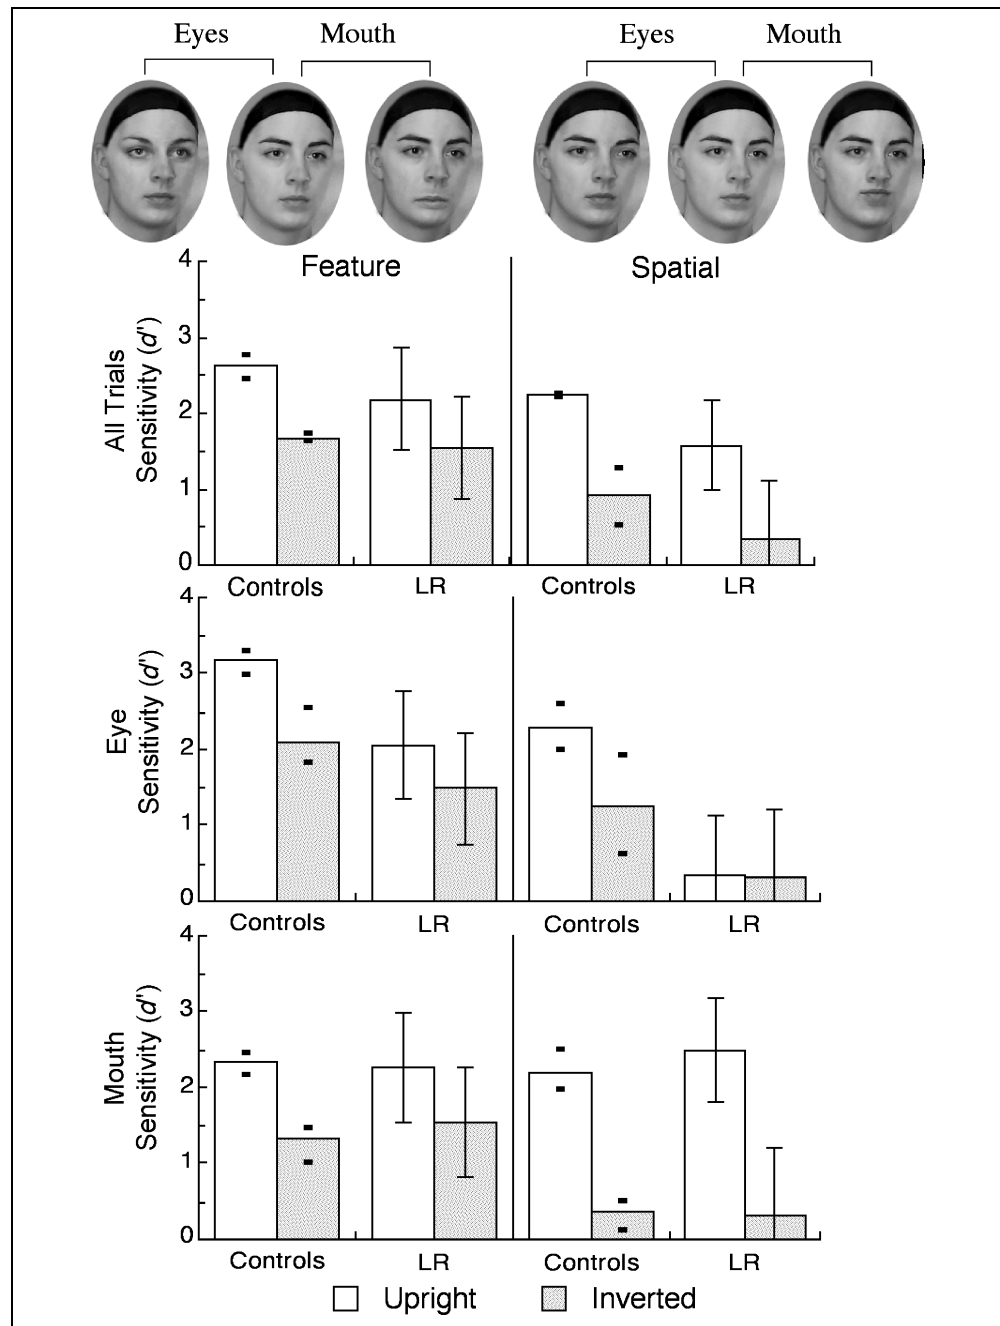 Eyes Mouth Eyes Mouth
Feature Spatial
All Trials
Sensitivity (d')
4
3
2
1
0
Controls LR Controls LR
Eye
Sensitivity (d')
4
3
2
1
0
Controls LR Controls LR
Mouth
Sensitivity (d')
4
3
2
1
0
Controls LR Controls LR
Upright Inverted